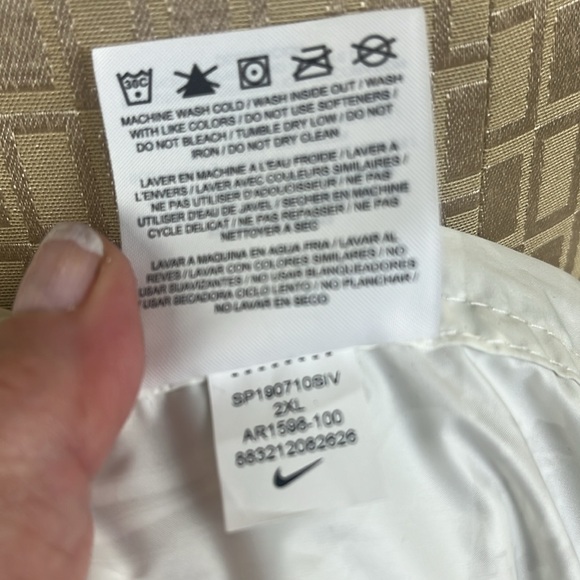 30C
MACHINE WASH COLD / WASH INSIDE OUT / WASH
WITH LIKE COLORS / DO NOT USE SOFTENERS /
DO NOT BLEACH / TUMBLE DRY LOW / DO NOT
IRON / DO NOT DRY CLEAN
LAVER EN MACHINE A L'EAU FROIDE / LAVER A
L'ENVERS / LAVER AVEC COULEURS SIMILAIRES /
NE PAS UTILISER D'ADOUCISSEUR / NE PAS
UTILISER D'EAU DE JAVEL / SECHER EN MACHINE
CYCLE DELICAT / NE PAS REPASSER / NE PAS
NETTOYER A SEC
LAVAR A MAQUINA EN AGUA FRIA / LAVAR AL
REVES / LAVAR CON COLORES SIMILARES / NO
USAR SUAVIZANTES / NO USAR BLANQUEADORES
/ USAR SECADORA CICLO LENTO / NO PLANCHAR /
NO LAVAR EN SECO
SP190710SIV
2XL
AR1598-100
683212082626